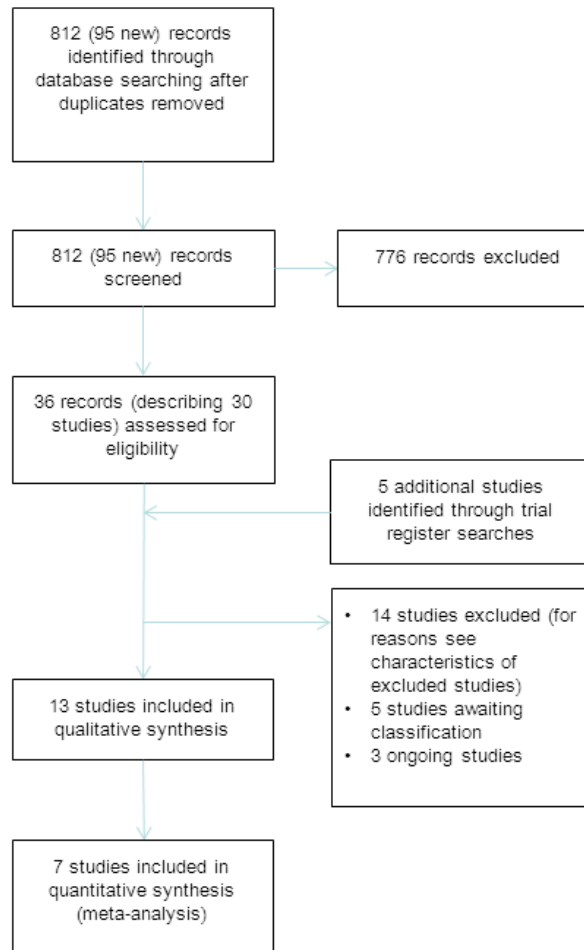 812 (95 new) records
identified through
database searching after
duplicates removed
812 (95 new) records
screened
776 records excluded
36 records (describing 30
studies) assessed for
eligibility
5 additional studies
identified through trial
register searches
• 14 studies excluded (for
reasons see
characteristics of
excluded studies)
• 5 studies awaiting
classification
• 3 ongoing studies
13 studies included in
qualitative synthesis
7 studies included in
quantitative synthesis
(meta-analysis)